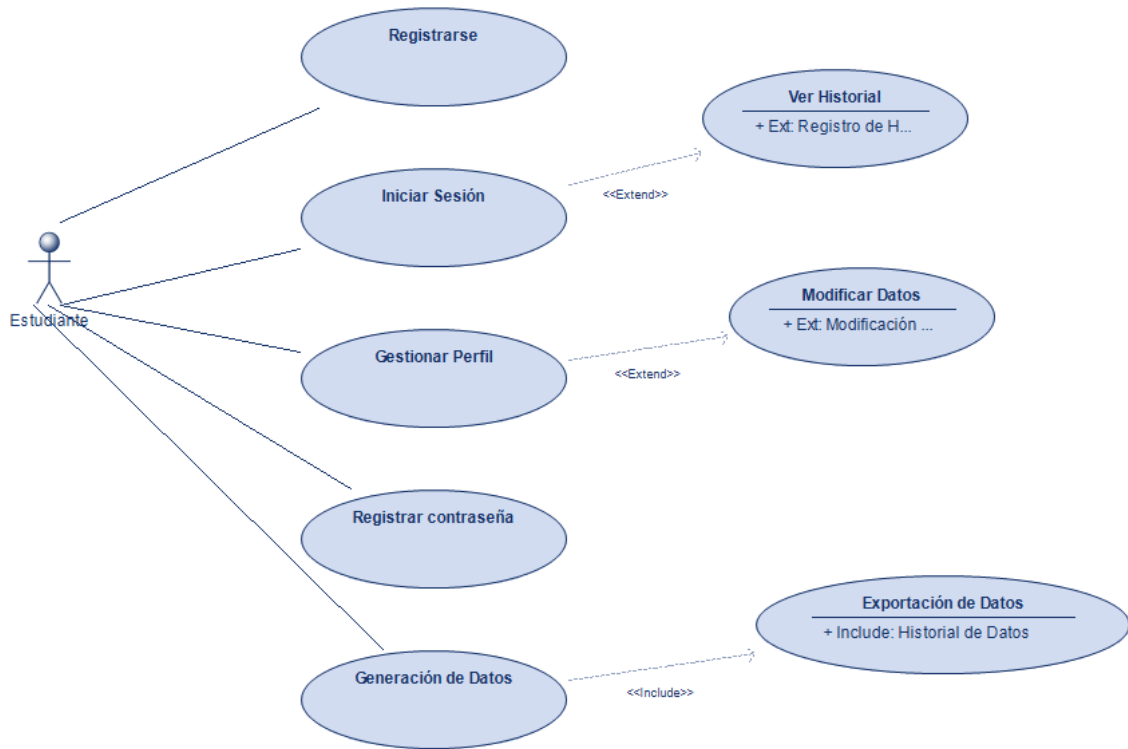 Registrarse
Ver Historial
+ Ext: Registro de H...
Iniciar Sesión
<<Extend>>
Estudiante
Modificar Datos
+ Ext: Modificación ...
Gestionar Perfil
<<Extend>>
Registrar contraseña
Exportación de Datos
+ Include: Historial de Datos
Generación de Datos
<<Include>>